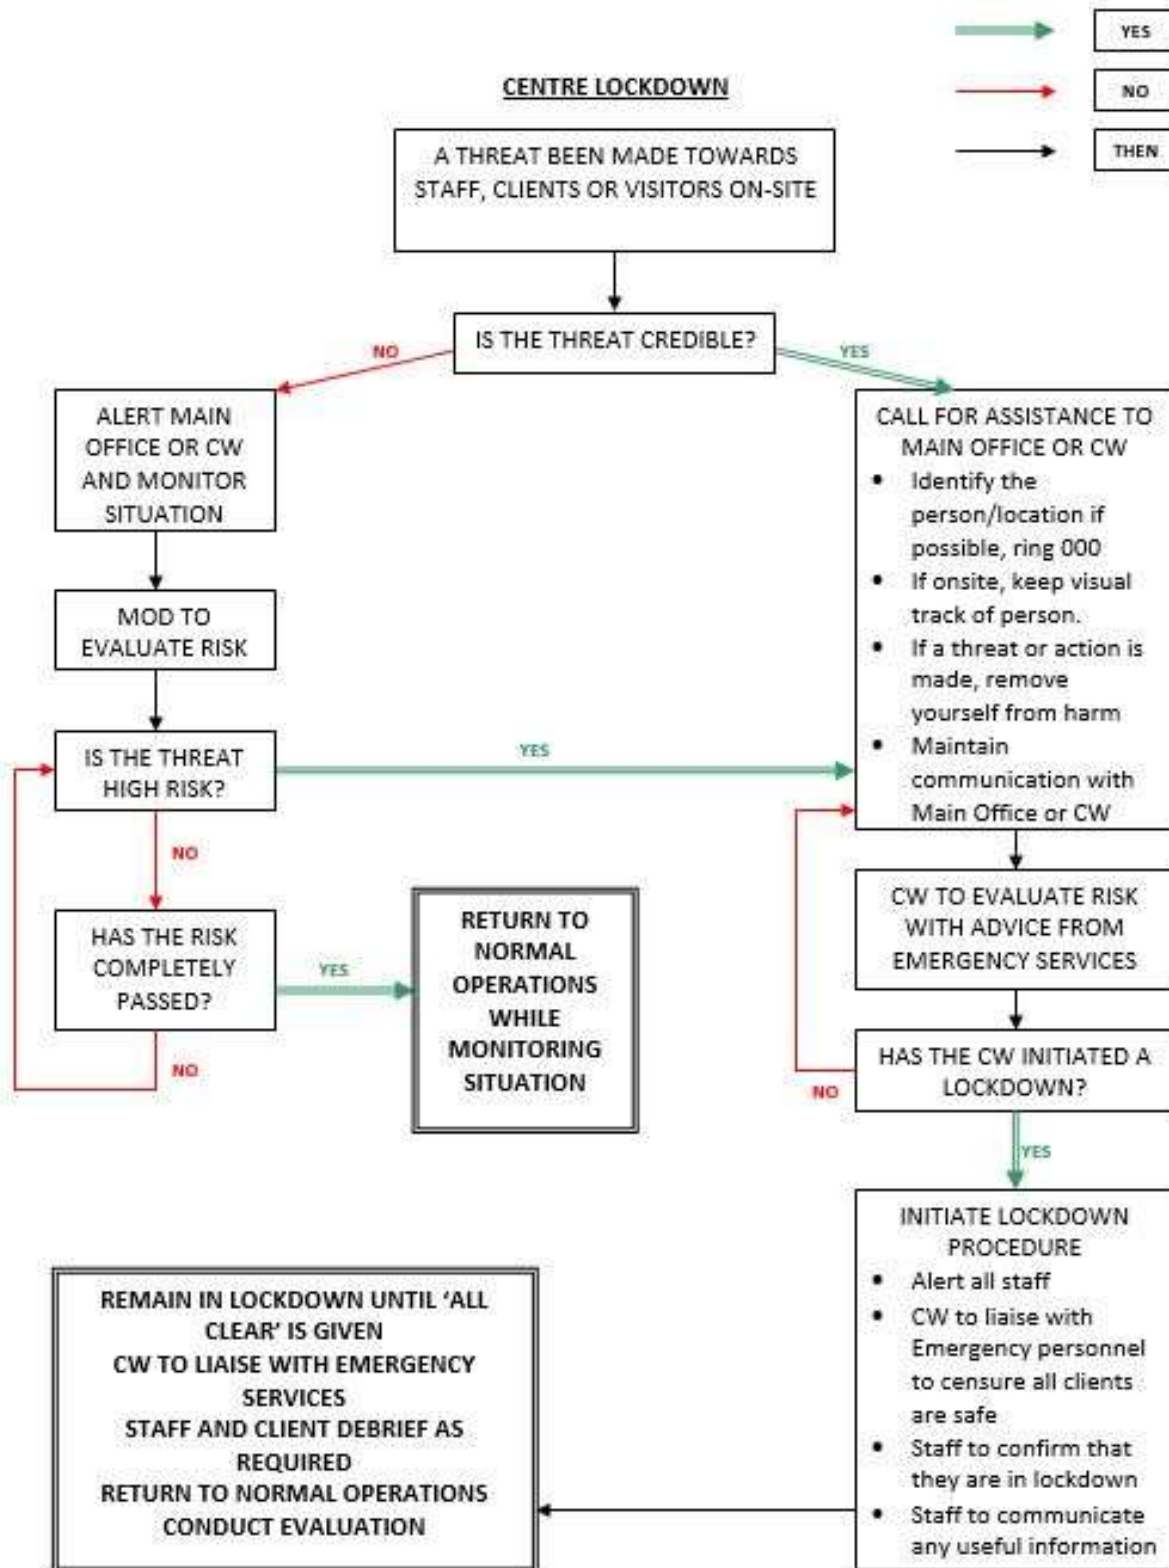 YES
NO
THEN
CENTRE LOCKDOWN
A THREAT BEEN MADE TOWARDS
STAFF, CLIENTS OR VISITORS ON-SITE
IS THE THREAT CREDIBLE?
NO
YES
ALERT MAIN
OFFICE OR CW
AND MONITOR
SITUATION
MOD TO
EVALUATE RISK
IS THE THREAT
HIGH RISK?
YES
NO
HAS THE RISK
COMPLETELY
PASSED?
YES
NO
RETURN TO
NORMAL
OPERATIONS
WHILE
MONITORING
SITUATION
CALL FOR ASSISTANCE TO
MAIN OFFICE OR CW
• Identify the
person/location if
possible, ring 000
• If onsite, keep visual
track of person.
• If a threat or action is
made, remove
yourself from harm
• Maintain
communication with
Main Office or CW
CW TO EVALUATE RISK
WITH ADVICE FROM
EMERGENCY SERVICES
HAS THE CW INITIATED A
LOCKDOWN?
NO
YES
INITIATE LOCKDOWN
PROCEDURE
• Alert all staff
• CW to liaise with
Emergency personnel
to censure all clients
are safe
• Staff to confirm that
they are in lockdown
• Staff to communicate
any useful information
REMAIN IN LOCKDOWN UNTIL ‘ALL
CLEAR’ IS GIVEN
CW TO LIAISE WITH EMERGENCY
SERVICES
STAFF AND CLIENT DEBRIEF AS
REQUIRED
RETURN TO NORMAL OPERATIONS
CONDUCT EVALUATION